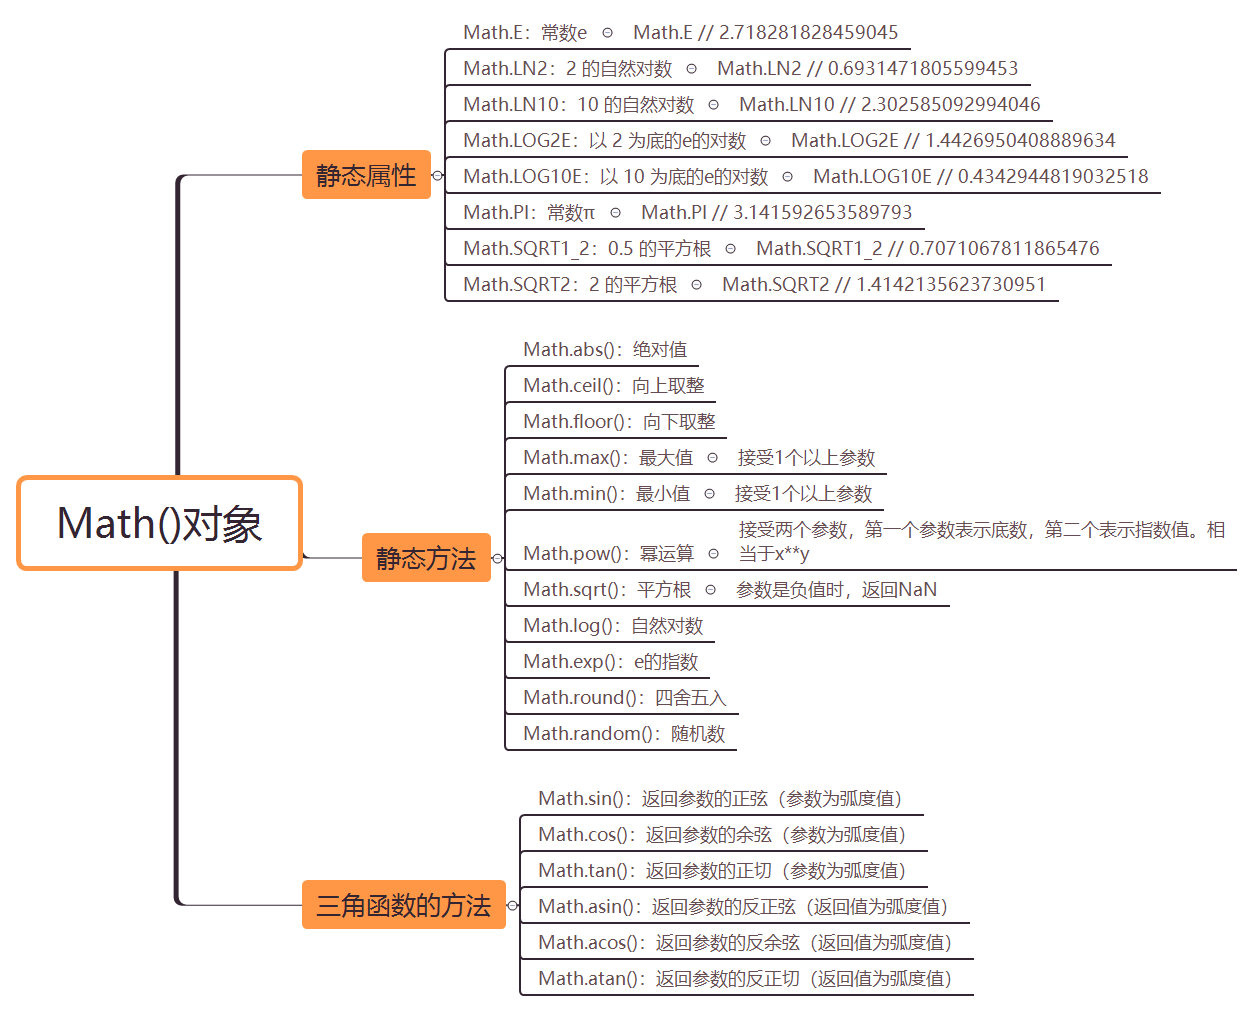 Math()对象
静态属性
Math.E：常数e
Math.E // 2.718281828459045
Math.LN2：2 的自然对数
Math.LN2 // 0.6931471805599453
Math.LN10：10 的自然对数
Math.LN10 // 2.302585092994046
Math.LOG2E：以 2 为底的e的对数
Math.LOG2E // 1.4426950408889634
Math.LOG10E：以 10 为底的e的对数
Math.LOG10E // 0.4342944819032518
Math.PI：常数π
Math.PI // 3.141592653589793
Math.SQRT1_2：0.5 的平方根
Math.SQRT1_2 // 0.7071067811865476
Math.SQRT2：2 的平方根
Math.SQRT2 // 1.4142135623730951
静态方法
Math.abs()：绝对值
Math.ceil()：向上取整
Math.floor()：向下取整
Math.max()：最大值
接受1个以上参数
Math.min()：最小值
接受1个以上参数
Math.pow()：幂运算
接受两个参数，第一个参数表示底数，第二个表示指数值。相
当于x**y
Math.sqrt()：平方根
参数是负值时，返回NaN
Math.log()：自然对数
Math.exp()：e的指数
Math.round()：四舍五入
Math.random()：随机数
三角函数的方法
Math.sin()：返回参数的正弦（参数为弧度值）
Math.cos()：返回参数的余弦（参数为弧度值）
Math.tan()：返回参数的正切（参数为弧度值）
Math.asin()：返回参数的反正弦（返回值为弧度值）
Math.acos()：返回参数的反余弦（返回值为弧度值）
Math.atan()：返回参数的反正切（返回值为弧度值）